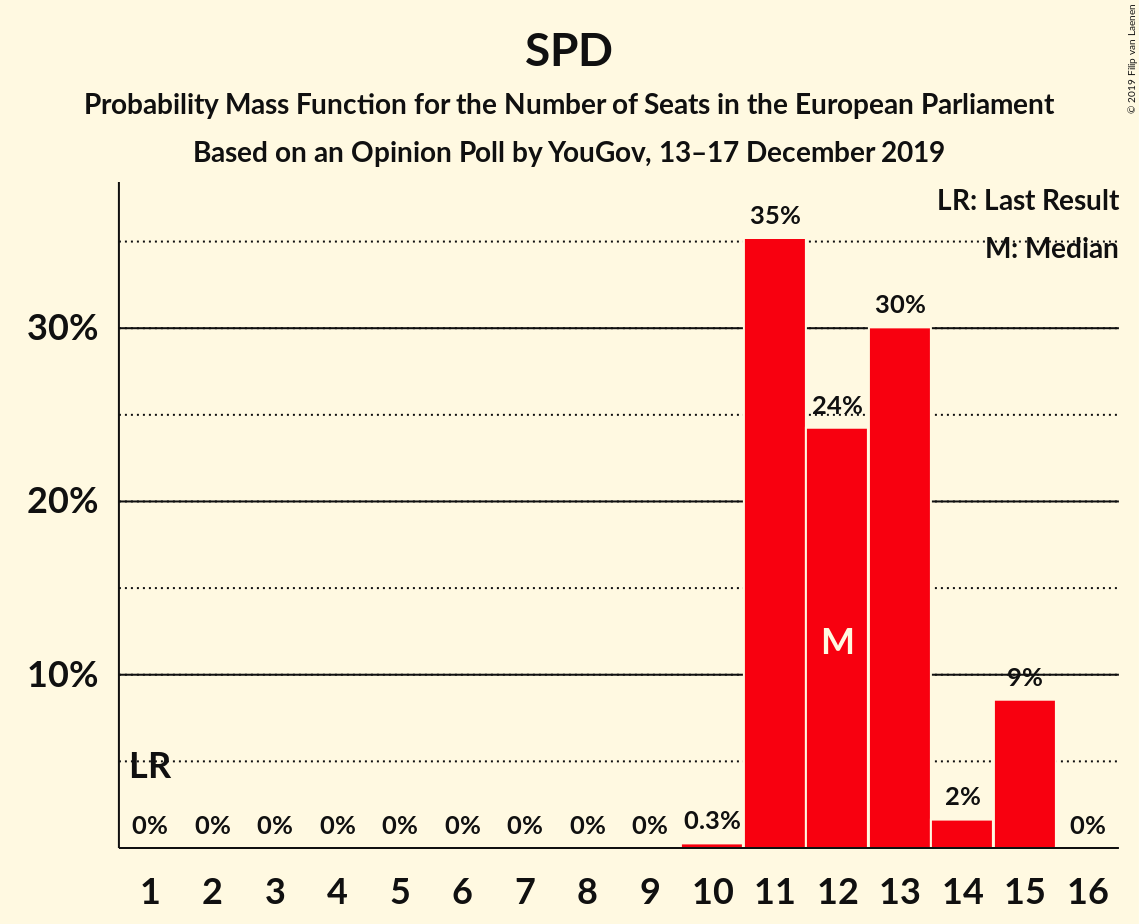 SPD
Probability Mass Function for the Number of Seats in the European Parliament
Based on an Opinion Poll by YouGov, 13–17 December 2019
© 2019 Filip van Laenen
LR: Last Result
M: Median
35%
30%
24%
9%
2%
0.3%
0% 0% 0% 0% 0% 0% 0% 0% 0% 0%
30%
20%
10%
LR
M
1 2 3 4 5 6 7 8 9 10 11 12 13 14 15 16